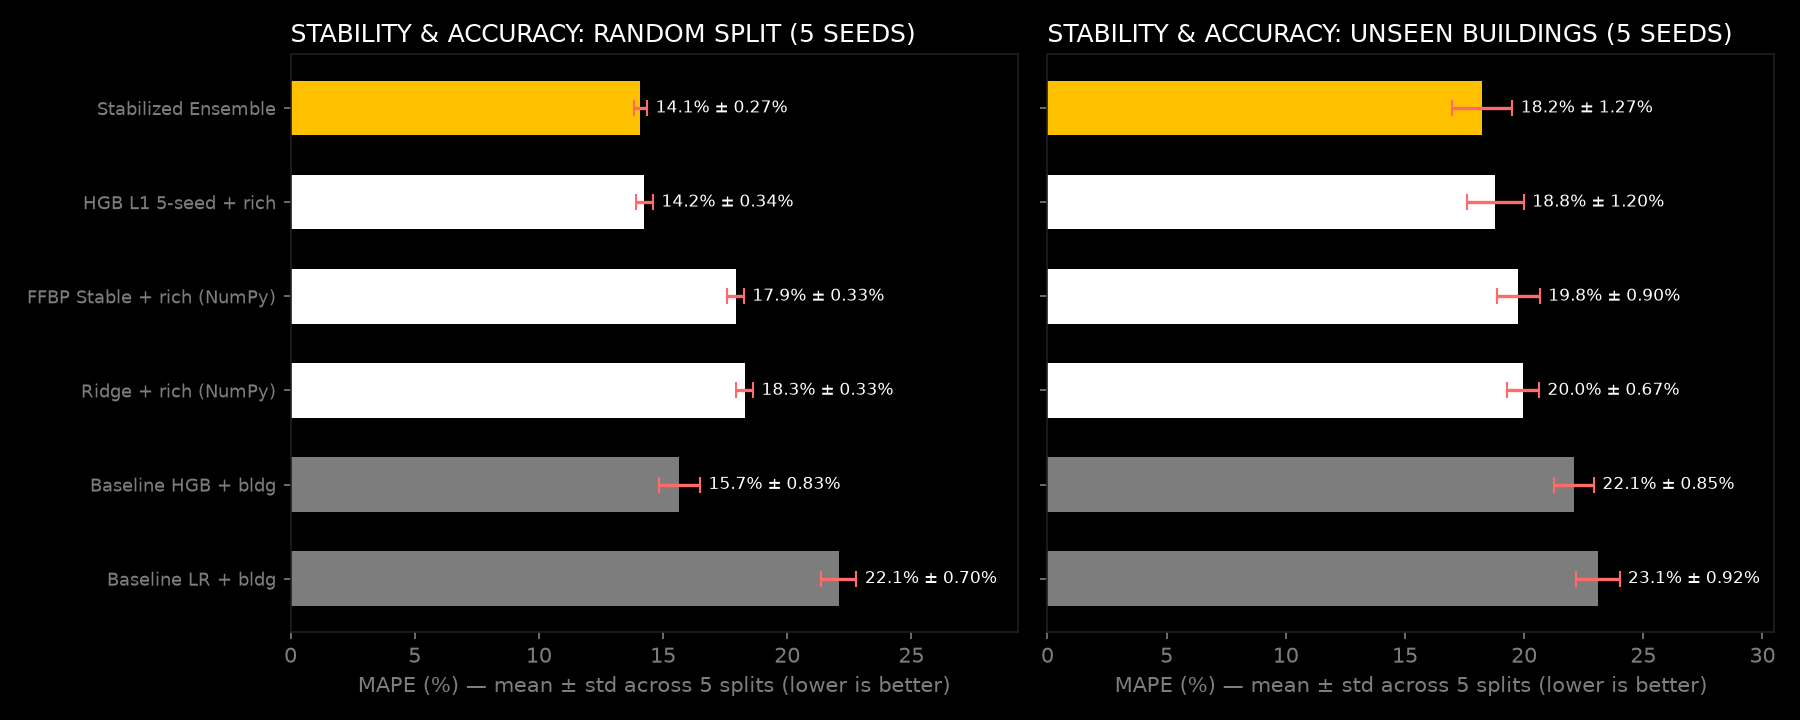 STABILITY & ACCURACY: RANDOM SPLIT (5 SEEDS)
Stabilized Ensemble
14.1% ± 0.27%
HGB L1 5-seed + rich
14.2% ± 0.34%
FFBP Stable + rich (NumPy)
17.9% ± 0.33%
Ridge + rich (NumPy)
18.3% ± 0.33%
Baseline HGB + bldg
15.7% ± 0.83%
Baseline LR + bldg
22.1% ± 0.70%
0 5 10 15 20 25
MAPE (%) — mean ± std across 5 splits (lower is better)
STABILITY & ACCURACY: UNSEEN BUILDINGS (5 SEEDS)
18.2% ± 1.27%
18.8% ± 1.20%
19.8% ± 0.90%
20.0% ± 0.67%
22.1% ± 0.85%
23.1% ± 0.92%
0 5 10 15 20 25 30
MAPE (%) — mean ± std across 5 splits (lower is better)